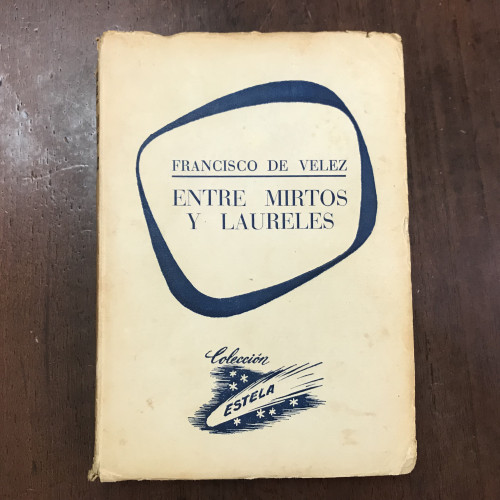 FRANCISCO DE VELEZ
ENTRE MIRTOS
Y LAURELES
Colección
ESTELA